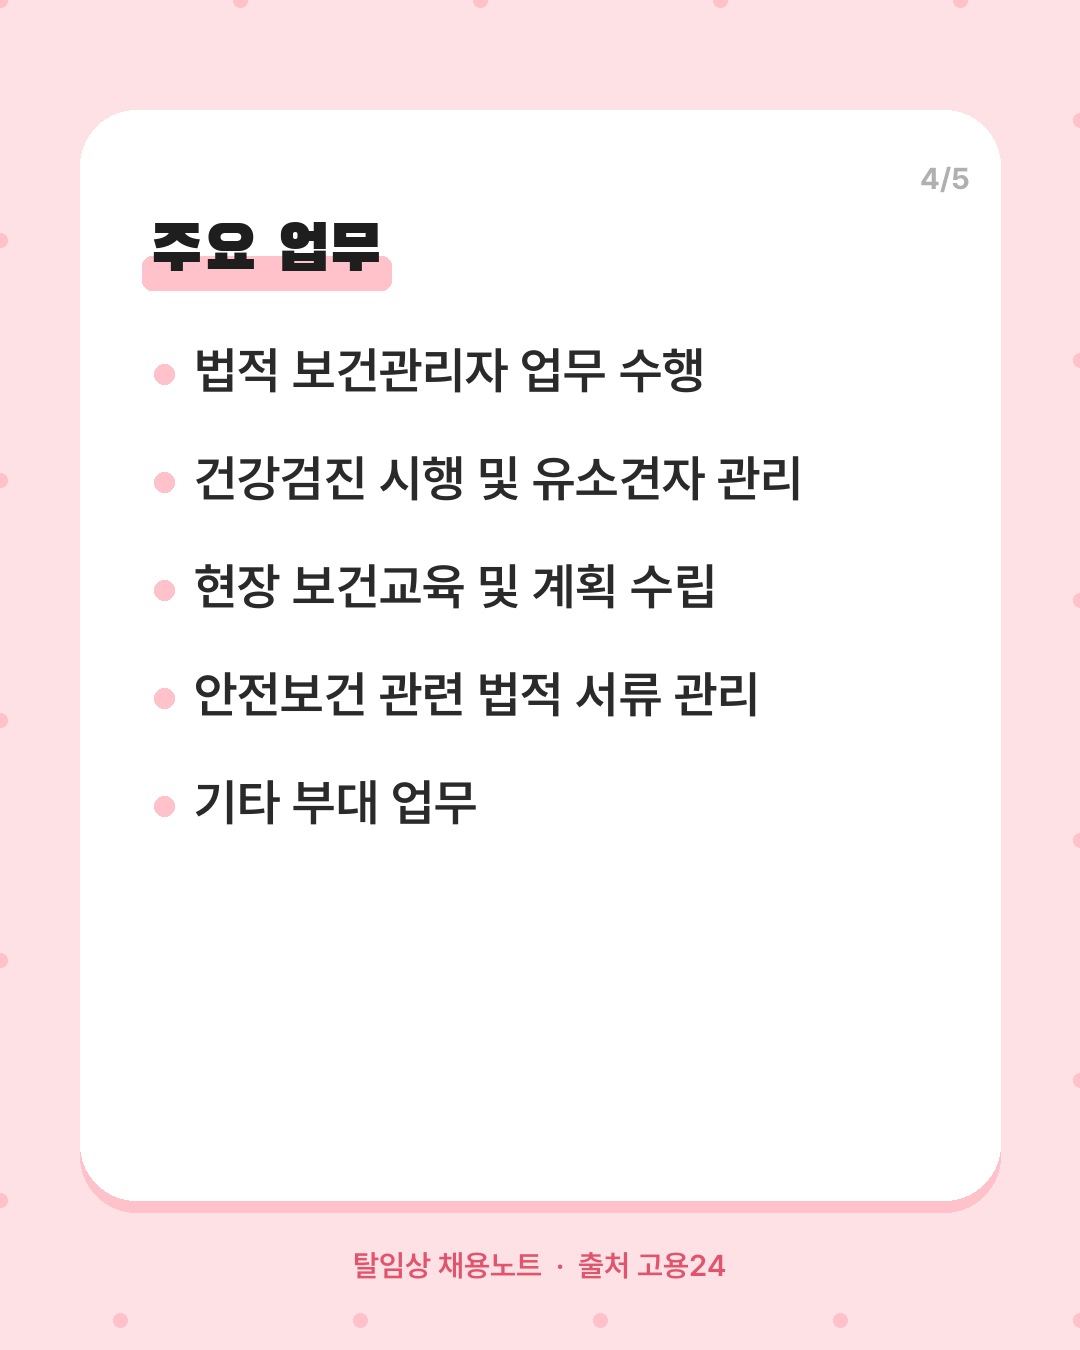 4/5
주요 업무
법적 보건관리자 업무 수행
건강검진 시행 및 유소견자 관리
현장 보건교육 및 계획 수립
안전보건 관련 법적 서류 관리
기타 부대 업무
탈임상 채용노트 · 출처 고용24